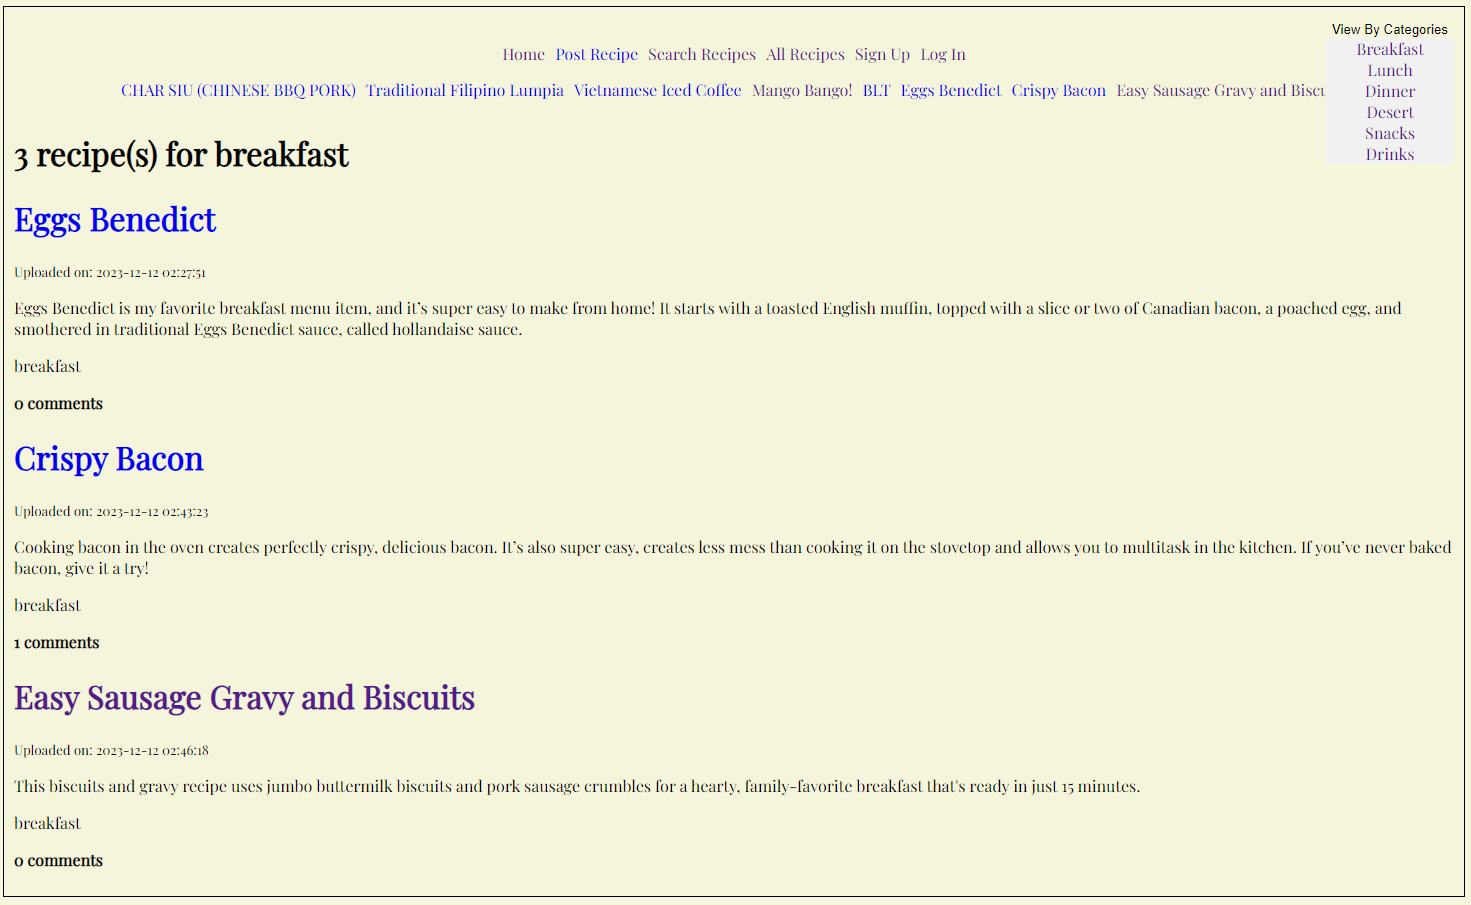 View By Categories
Home Post Recipe Search Recipes All Recipes Sign Up Log In
Breakfast
Lunch
Dinner
Desert
Snacks
Drinks
CHAR SIU (CHINESE BBQ PORK) Traditional Filipino Lumpia Vietnamese Iced Coffee Mango Bango! BLT Eggs Benedict Crispy Bacon Easy Sausage Gravy and
3 recipe(s) for breakfast
Eggs Benedict
Uploaded on: 2023-12-12 02:27:51
Eggs Benedict is my favorite breakfast menu item, and it’s super easy to make from home! It starts with a toasted English muffin, topped with a slice or two of Canadian bacon, a poached egg, and
smothered in traditional Eggs Benedict sauce, called hollandaise sauce.
breakfast
0 comments
Crispy Bacon
Uploaded on: 2023-12-12 02:43:23
Cooking bacon in the oven creates perfectly crispy, delicious bacon. It’s also super easy, creates less mess than cooking it on the stovetop and allows you to multitask in the kitchen. If you’ve never baked
bacon, give it a try!
breakfast
1 comments
Easy Sausage Gravy and Biscuits
Uploaded on: 2023-12-12 02:46:18
This biscuits and gravy recipe uses jumbo buttermilk biscuits and pork sausage crumbles for a hearty, family-favorite breakfast that's ready in just 15 minutes.
breakfast
0 comments